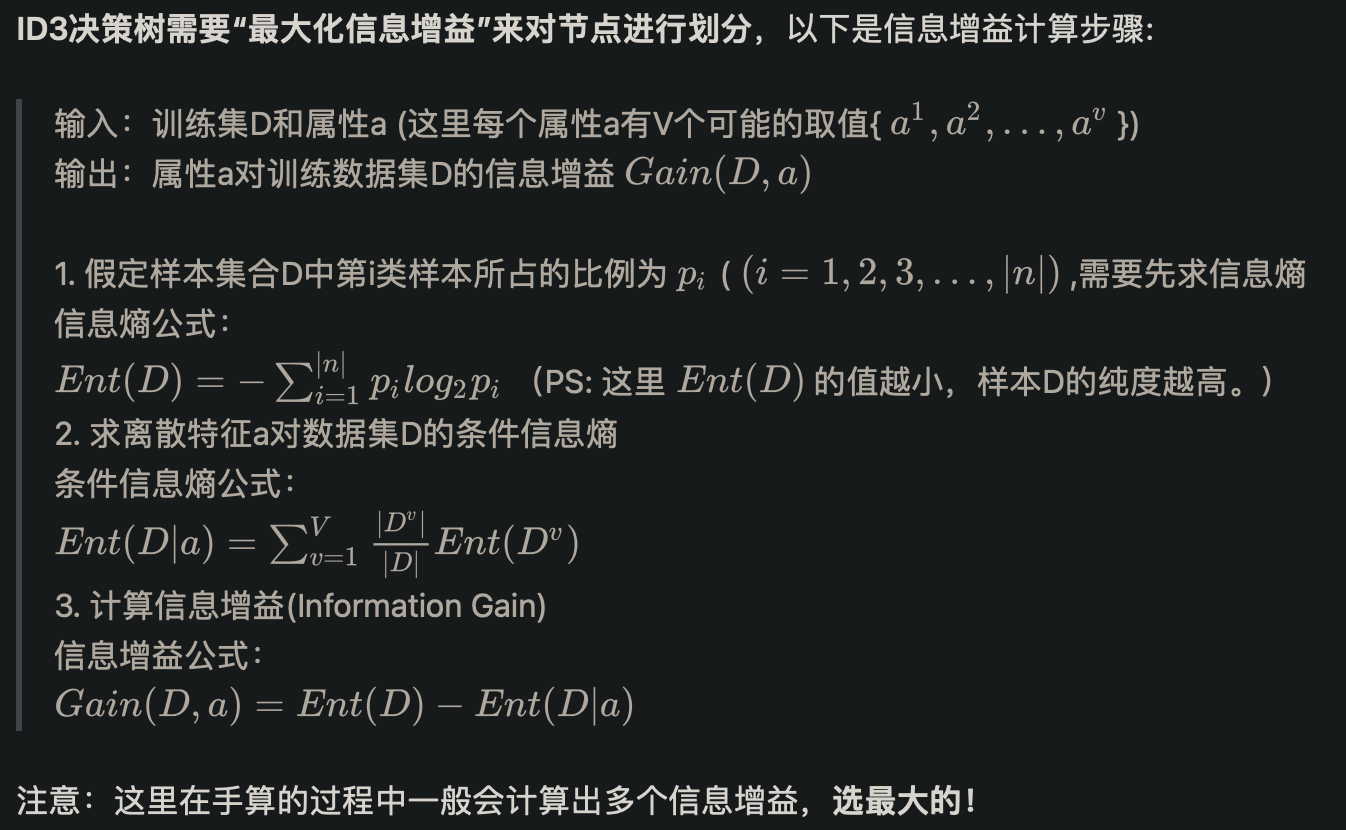 ID3决策树需要“最大化信息增益”来对节点进行划分，以下是信息增益计算步骤:
输入：训练集D和属性a (这里每个属性a有V个可能的取值{ a^1, a^2, . . . , a^v })
输出：属性a对训练数据集D的信息增益 Gain(D, a)
1. 假定样本集合D中第i类样本所占的比例为 p_i（ (i = 1, 2, 3, . . . , |n|) ,需要先求信息熵
信息熵公式：
Ent(D) = − ∑_{i=1}^{|n|} p_i log_2 p_i （PS: 这里 Ent(D) 的值越小，样本D的纯度越高。）
2. 求离散特征a对数据集D的条件信息熵
条件信息熵公式：
Ent(D|a) = ∑_{v=1}^{V} \frac{|D^v|}{|D|} Ent(D^v)
3. 计算信息增益(Information Gain)
信息增益公式：
Gain(D, a) = Ent(D) − Ent(D|a)
注意：这里在手算的过程中一般会计算出多个信息增益，选最大的！